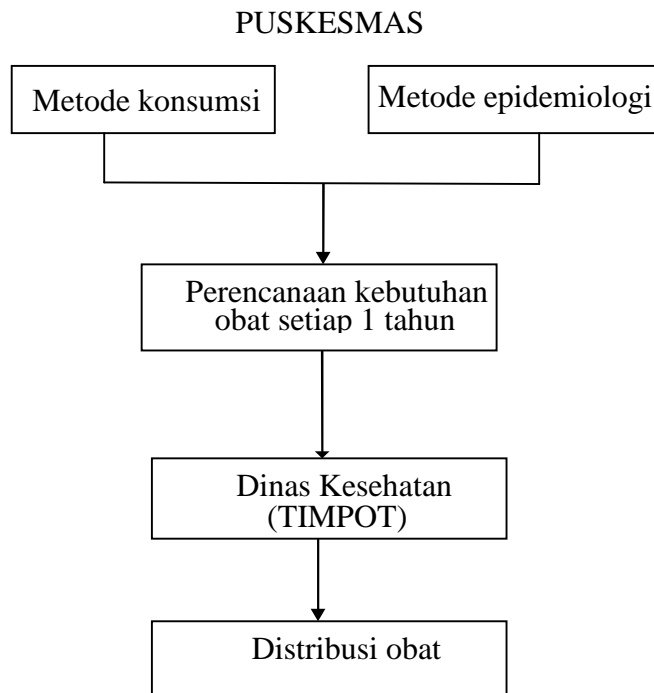 PUSKESMAS
Metode konsumsi
Metode epidemiologi
Perencanaan kebutuhan
obat setiap 1 tahun
Dinas Kesehatan
(TIMPOT)
Distribusi obat